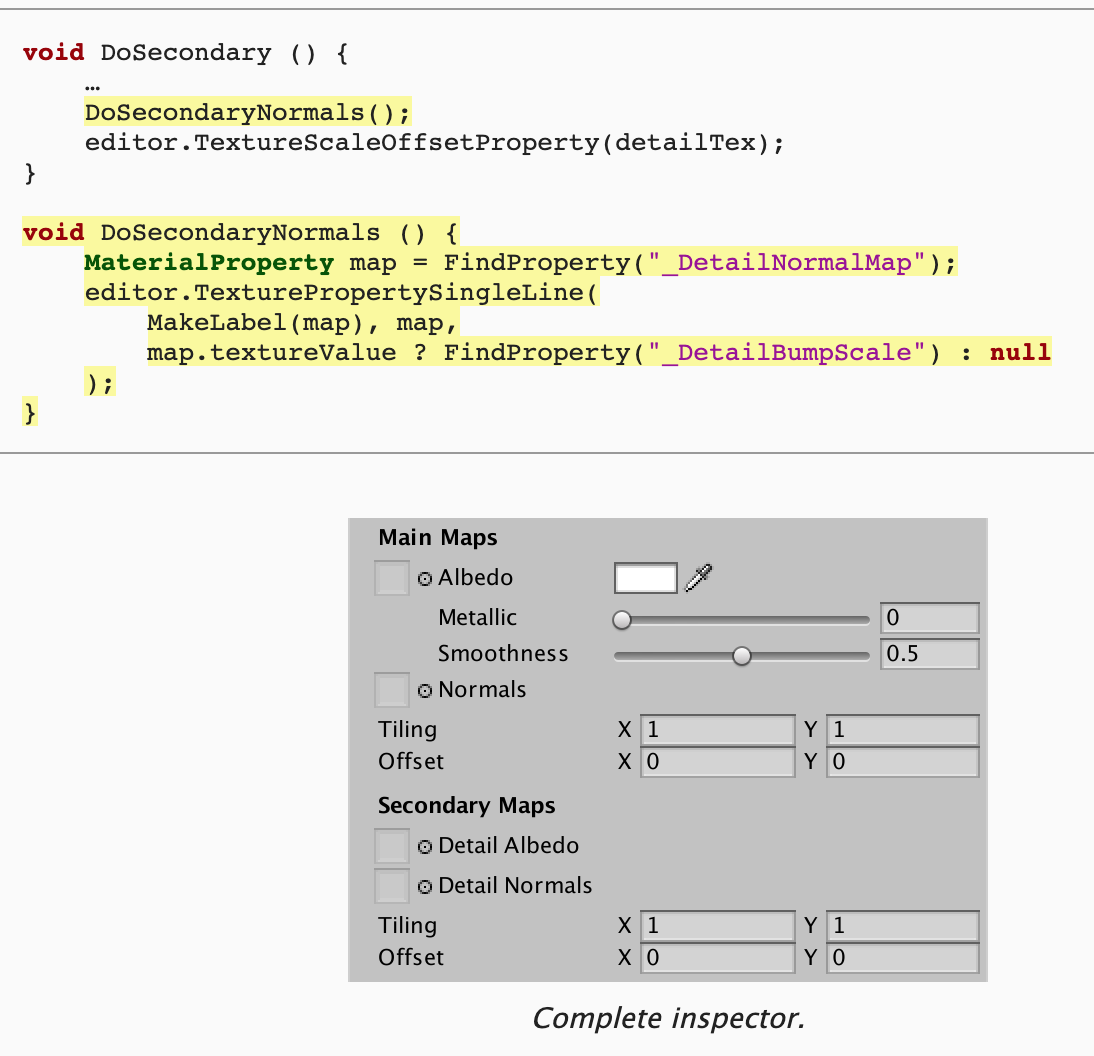 void DoSecondary () {
…
DoSecondaryNormals();
editor.TextureScaleOffsetProperty(detailTex);
}
void DoSecondaryNormals () {
MaterialProperty map = FindProperty("_DetailNormalMap");
editor.TexturePropertySingleLine(
MakeLabel(map), map,
map.textureValue ? FindProperty("_DetailBumpScale") : null
);
}
Main Maps
Albedo
Metallic 0
Smoothness 0.5
Normals
Tiling X 1 Y 1
Offset X 0 Y 0
Secondary Maps
Detail Albedo
Detail Normals
Tiling X 1 Y 1
Offset X 0 Y 0
Complete inspector.